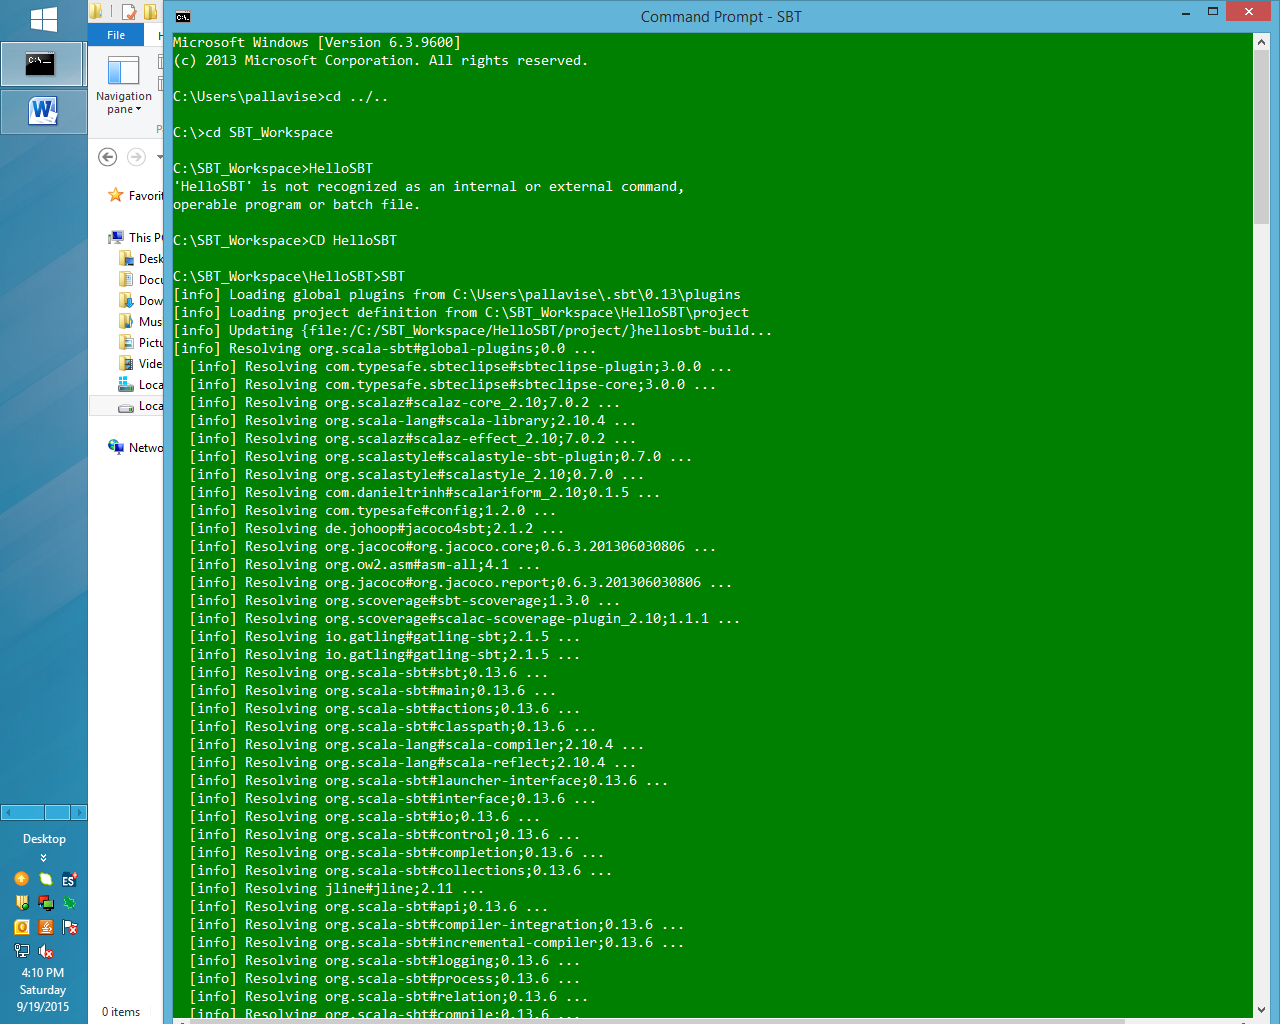 Command Prompt - SBT
File
H
Navigation
pane
P
Favorit
This P
Desk
Docu
Dow
Musi
Pictu
Vide
Loca
Loca
Netwo
0 items
Desktop
ES
4:10 PM
Saturday
9/19/2015
Microsoft Windows [Version 6.3.9600]
(c) 2013 Microsoft Corporation. All rights reserved.
C:\Users\pallavise>cd ../..
C:\>cd SBT_Workspace
C:\SBT_Workspace>HelloSBT
'HelloSBT' is not recognized as an internal or external command,
operable program or batch file.
C:\SBT_Workspace>CD HelloSBT
C:\SBT_Workspace\HelloSBT>SBT
[info] Loading global plugins from C:\Users\pallavise\.sbt\0.13\plugins
[info] Loading project definition from C:\SBT_Workspace\HelloSBT\project
[info] Updating {file:/C:/SBT_Workspace/HelloSBT/project/}hellosbt-build...
[info] Resolving org.scala-sbt#global-plugins;0.0 ...
[info] Resolving com.typesafe.sbteclipse#sbteclipse-plugin;3.0.0 ...
[info] Resolving com.typesafe.sbteclipse#sbteclipse-core;3.0.0 ...
[info] Resolving org.scalaz#scalaz-core_2.10;7.0.2 ...
[info] Resolving org.scala-lang#scala-library;2.10.4 ...
[info] Resolving org.scalaz#scalaz-effect_2.10;7.0.2 ...
[info] Resolving org.scalastyle#scalastyle-sbt-plugin;0.7.0 ...
[info] Resolving org.scalastyle#scalastyle_2.10;0.7.0 ...
[info] Resolving com.danieltrinh#scalariform_2.10;0.1.5 ...
[info] Resolving com.typesafe#config;1.2.0 ...
[info] Resolving de.johoop#jacoco4sbt;2.1.2 ...
[info] Resolving org.jacoco#org.jacoco.core;0.6.3.201306030806 ...
[info] Resolving org.ow2.asm#asm-all;4.1 ...
[info] Resolving org.jacoco#org.jacoco.report;0.6.3.201306030806 ...
[info] Resolving org.scoverage#sbt-scoverage;1.3.0 ...
[info] Resolving org.scoverage#scalac-scoverage-plugin_2.10;1.1.1 ...
[info] Resolving io.gatling#gatling-sbt;2.1.5 ...
[info] Resolving io.gatling#gatling-sbt;2.1.5 ...
[info] Resolving org.scala-sbt#sbt;0.13.6 ...
[info] Resolving org.scala-sbt#main;0.13.6 ...
[info] Resolving org.scala-sbt#actions;0.13.6 ...
[info] Resolving org.scala-sbt#classpath;0.13.6 ...
[info] Resolving org.scala-lang#scala-compiler;2.10.4 ...
[info] Resolving org.scala-lang#scala-reflect;2.10.4 ...
[info] Resolving org.scala-sbt#launcher-interface;0.13.6 ...
[info] Resolving org.scala-sbt#interface;0.13.6 ...
[info] Resolving org.scala-sbt#io;0.13.6 ...
[info] Resolving org.scala-sbt#control;0.13.6 ...
[info] Resolving org.scala-sbt#completion;0.13.6 ...
[info] Resolving org.scala-sbt#collections;0.13.6 ...
[info] Resolving jline#jline;2.11 ...
[info] Resolving org.scala-sbt#api;0.13.6 ...
[info] Resolving org.scala-sbt#compiler-integration;0.13.6 ...
[info] Resolving org.scala-sbt#incremental-compiler;0.13.6 ...
[info] Resolving org.scala-sbt#logging;0.13.6 ...
[info] Resolving org.scala-sbt#process;0.13.6 ...
[info] Resolving org.scala-sbt#relation;0.13.6 ...
[info] Resolving org.scala-sbt#compile;0.13.6 ...